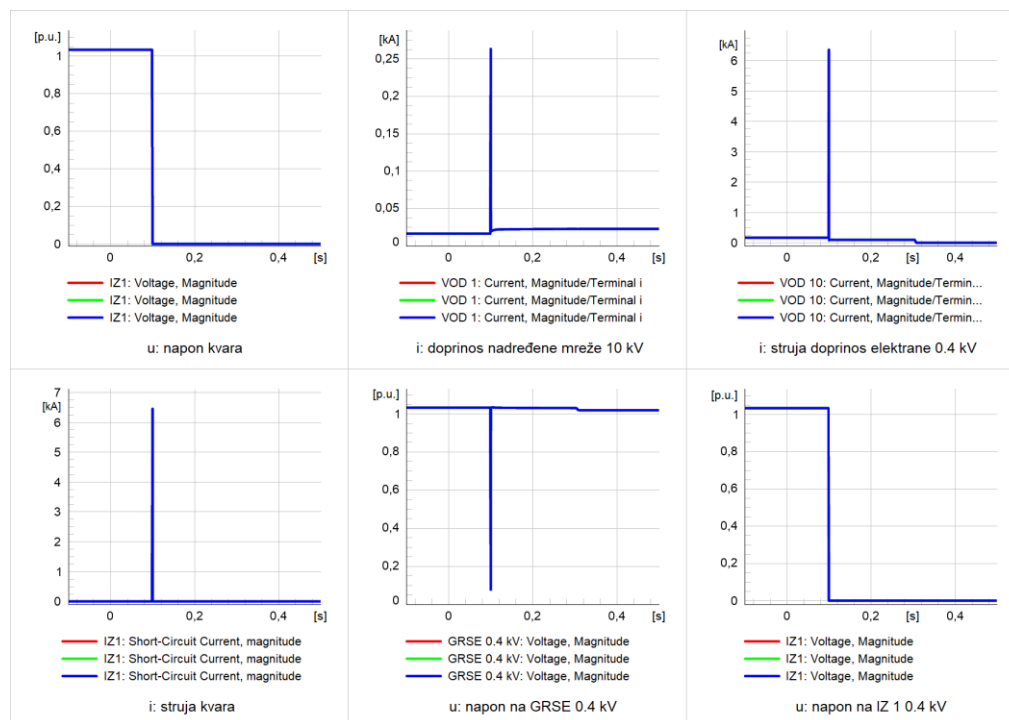 [p.u.]
1
0,8
0,6
0,4
0,2
0
0 0,2 0,4 [s]
IZ1: Voltage, Magnitude
IZ1: Voltage, Magnitude
IZ1: Voltage, Magnitude
u: napon kvara
[kA]
0,25
0,2
0,15
0,1
0,05
0
0 0,2 0,4 [s]
VOD 1: Current, Magnitude/Terminal i
VOD 1: Current, Magnitude/Terminal i
VOD 1: Current, Magnitude/Terminal i
i: doprinos nadređene mreže 10 kV
[kA]
6
5
4
3
2
1
0
0 0,2 0,4 [s]
VOD 10: Current, Magnitude/Termin...
VOD 10: Current, Magnitude/Termin...
VOD 10: Current, Magnitude/Termin...
i: struja doprinos elektrane 0.4 kV
7
[kA]
6
5
4
3
2
1
0
0 0,2 0,4 [s]
IZ1: Short-Circuit Current, magnitude
IZ1: Short-Circuit Current, magnitude
IZ1: Short-Circuit Current, magnitude
i: struja kvara
[p.u.]
1
0,8
0,6
0,4
0,2
0
0 0,2 0,4 [s]
GRSE 0.4 kV: Voltage, Magnitude
GRSE 0.4 kV: Voltage, Magnitude
GRSE 0.4 kV: Voltage, Magnitude
u: napon na GRSE 0.4 kV
[p.u.]
1
0,8
0,6
0,4
0,2
0
0 0,2 0,4 [s]
IZ1: Voltage, Magnitude
IZ1: Voltage, Magnitude
IZ1: Voltage, Magnitude
u: napon na IZ 1 0.4 kV